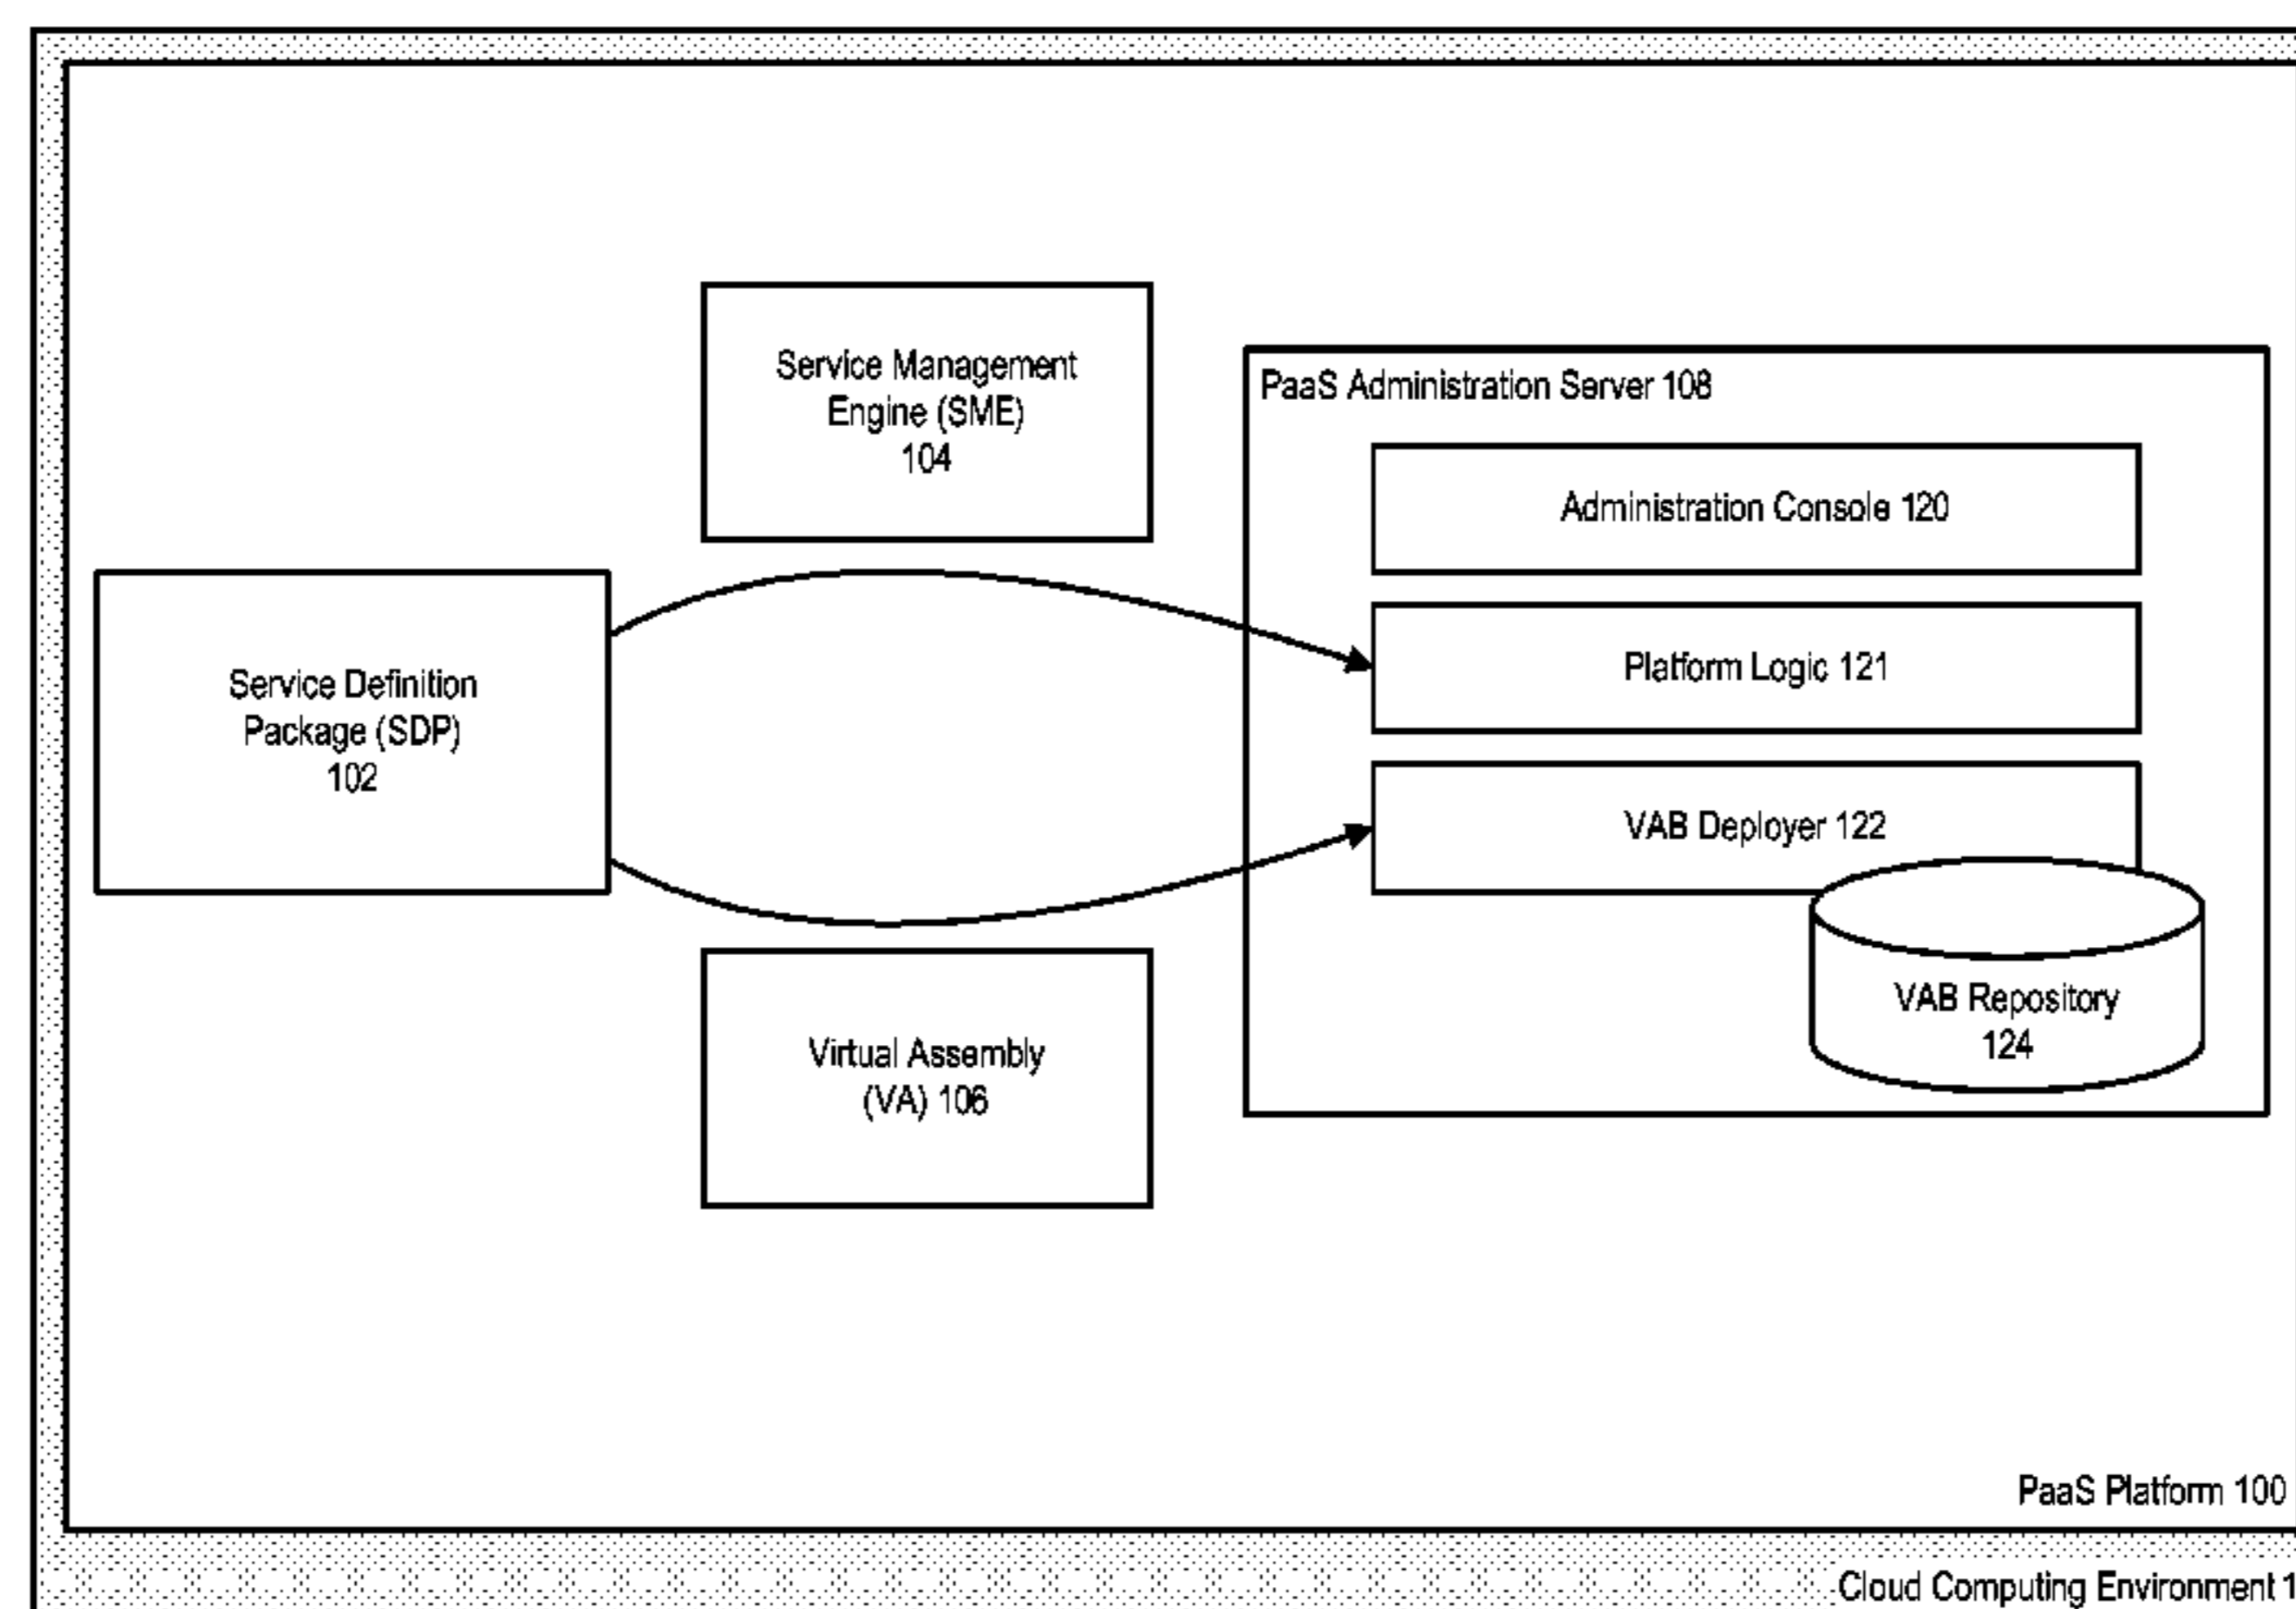 Service Management
Engine (SME)
104
PaaS Administration Server 108
Administration Console 120
Service Definition
Package (SDP)
102
Platform Logic 121
VAB Deployer 122
VAB Repository
124
Virtual Assembly
(VA) 106
PaaS Platform 100
Cloud Computing Environment